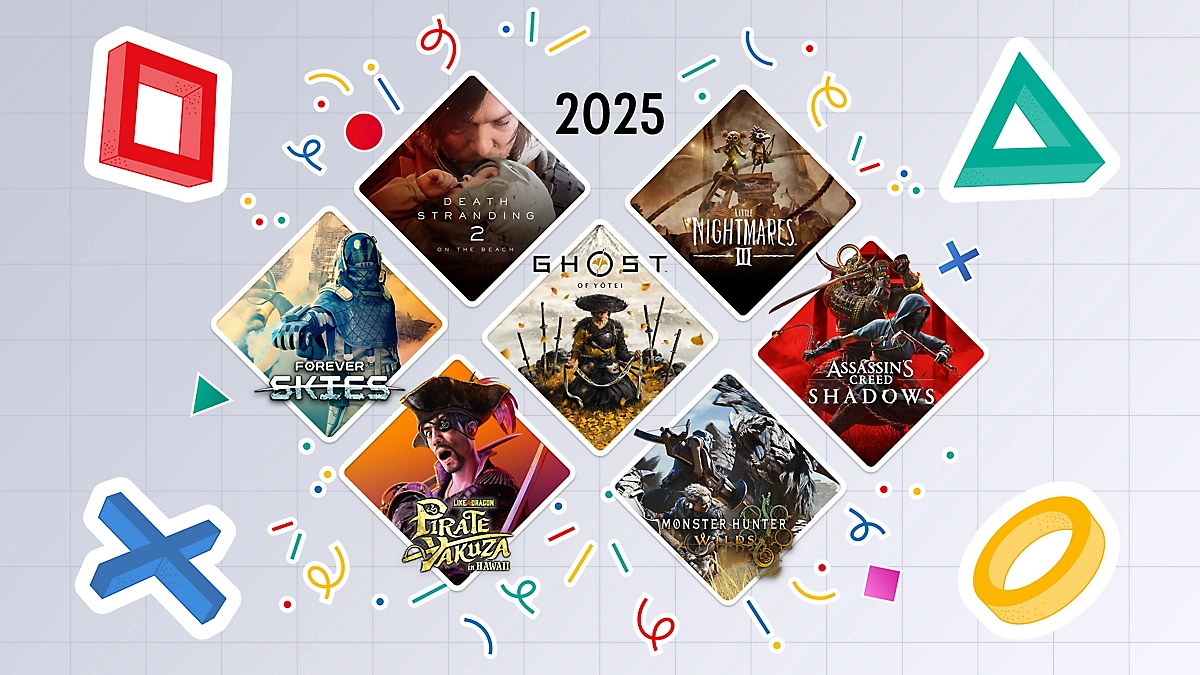 2025
DEATH
STRANDING
2
ON THE BEACH
LITTLE
NIGHTMARES
III
GHOST
OF YŌTEI
FOREVER
SKIES
ASSASSIN'S
CREED
SHADOWS
LIKE A DRAGON
PIRATE
YAKUZA
in HAWAII
MONSTER HUNTER
WILDS